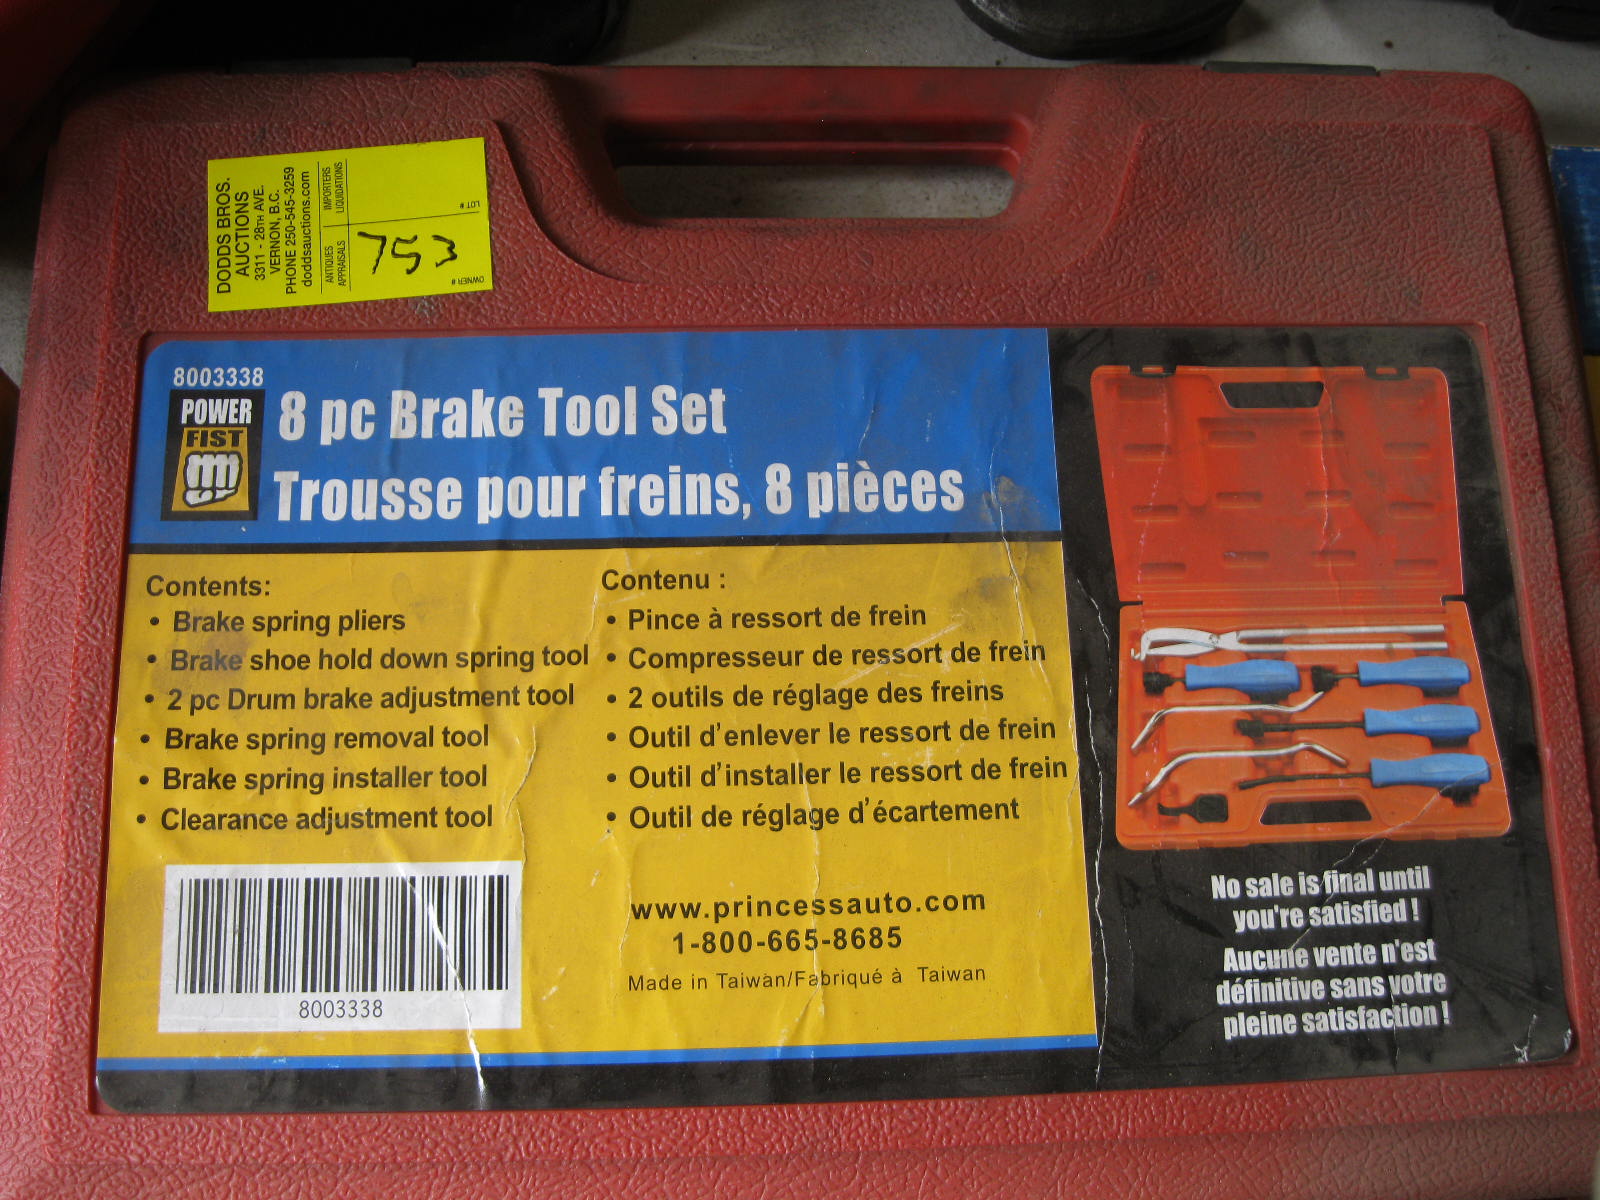 DODDS BROS.
AUCTIONS
3311 - 28TH AVE.
VERNON, B.C.
PHONE 250-545-3259
doddsauctions.com
ANTIQUES
APPRAISALS
IMPORTERS
LIQUIDATIONS
753
OWNER #
LOT #
8003338
POWER
FIST
8 pc Brake Tool Set
Trousse pour freins, 8 pièces
Contents:
• Brake spring pliers
• Brake shoe hold down spring tool
• 2 pc Drum brake adjustment tool
• Brake spring removal tool
• Brake spring installer tool
• Clearance adjustment tool
Contenu :
• Pince à ressort de frein
• Compresseur de ressort de frein
• 2 outils de réglage des freins
• Outil d'enlever le ressort de frein
• Outil d'installer le ressort de frein
• Outil de réglage d'écartement
8003338
www.princessauto.com
1-800-665-8685
Made in Taiwan/Fabriqué à Taiwan
No sale is final until
you're satisfied !
Aucune vente n'est
définitive sans votre
pleine satisfaction !